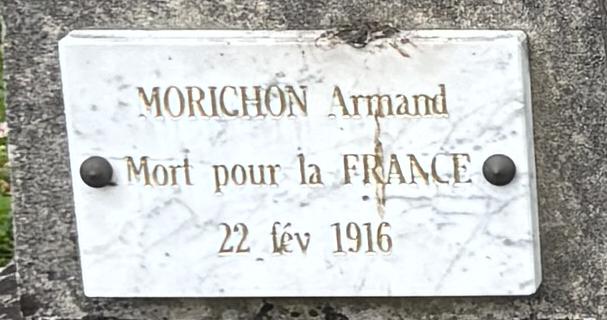 MORICHON Armand
Mort pour la FRANCE
22 fév 1916